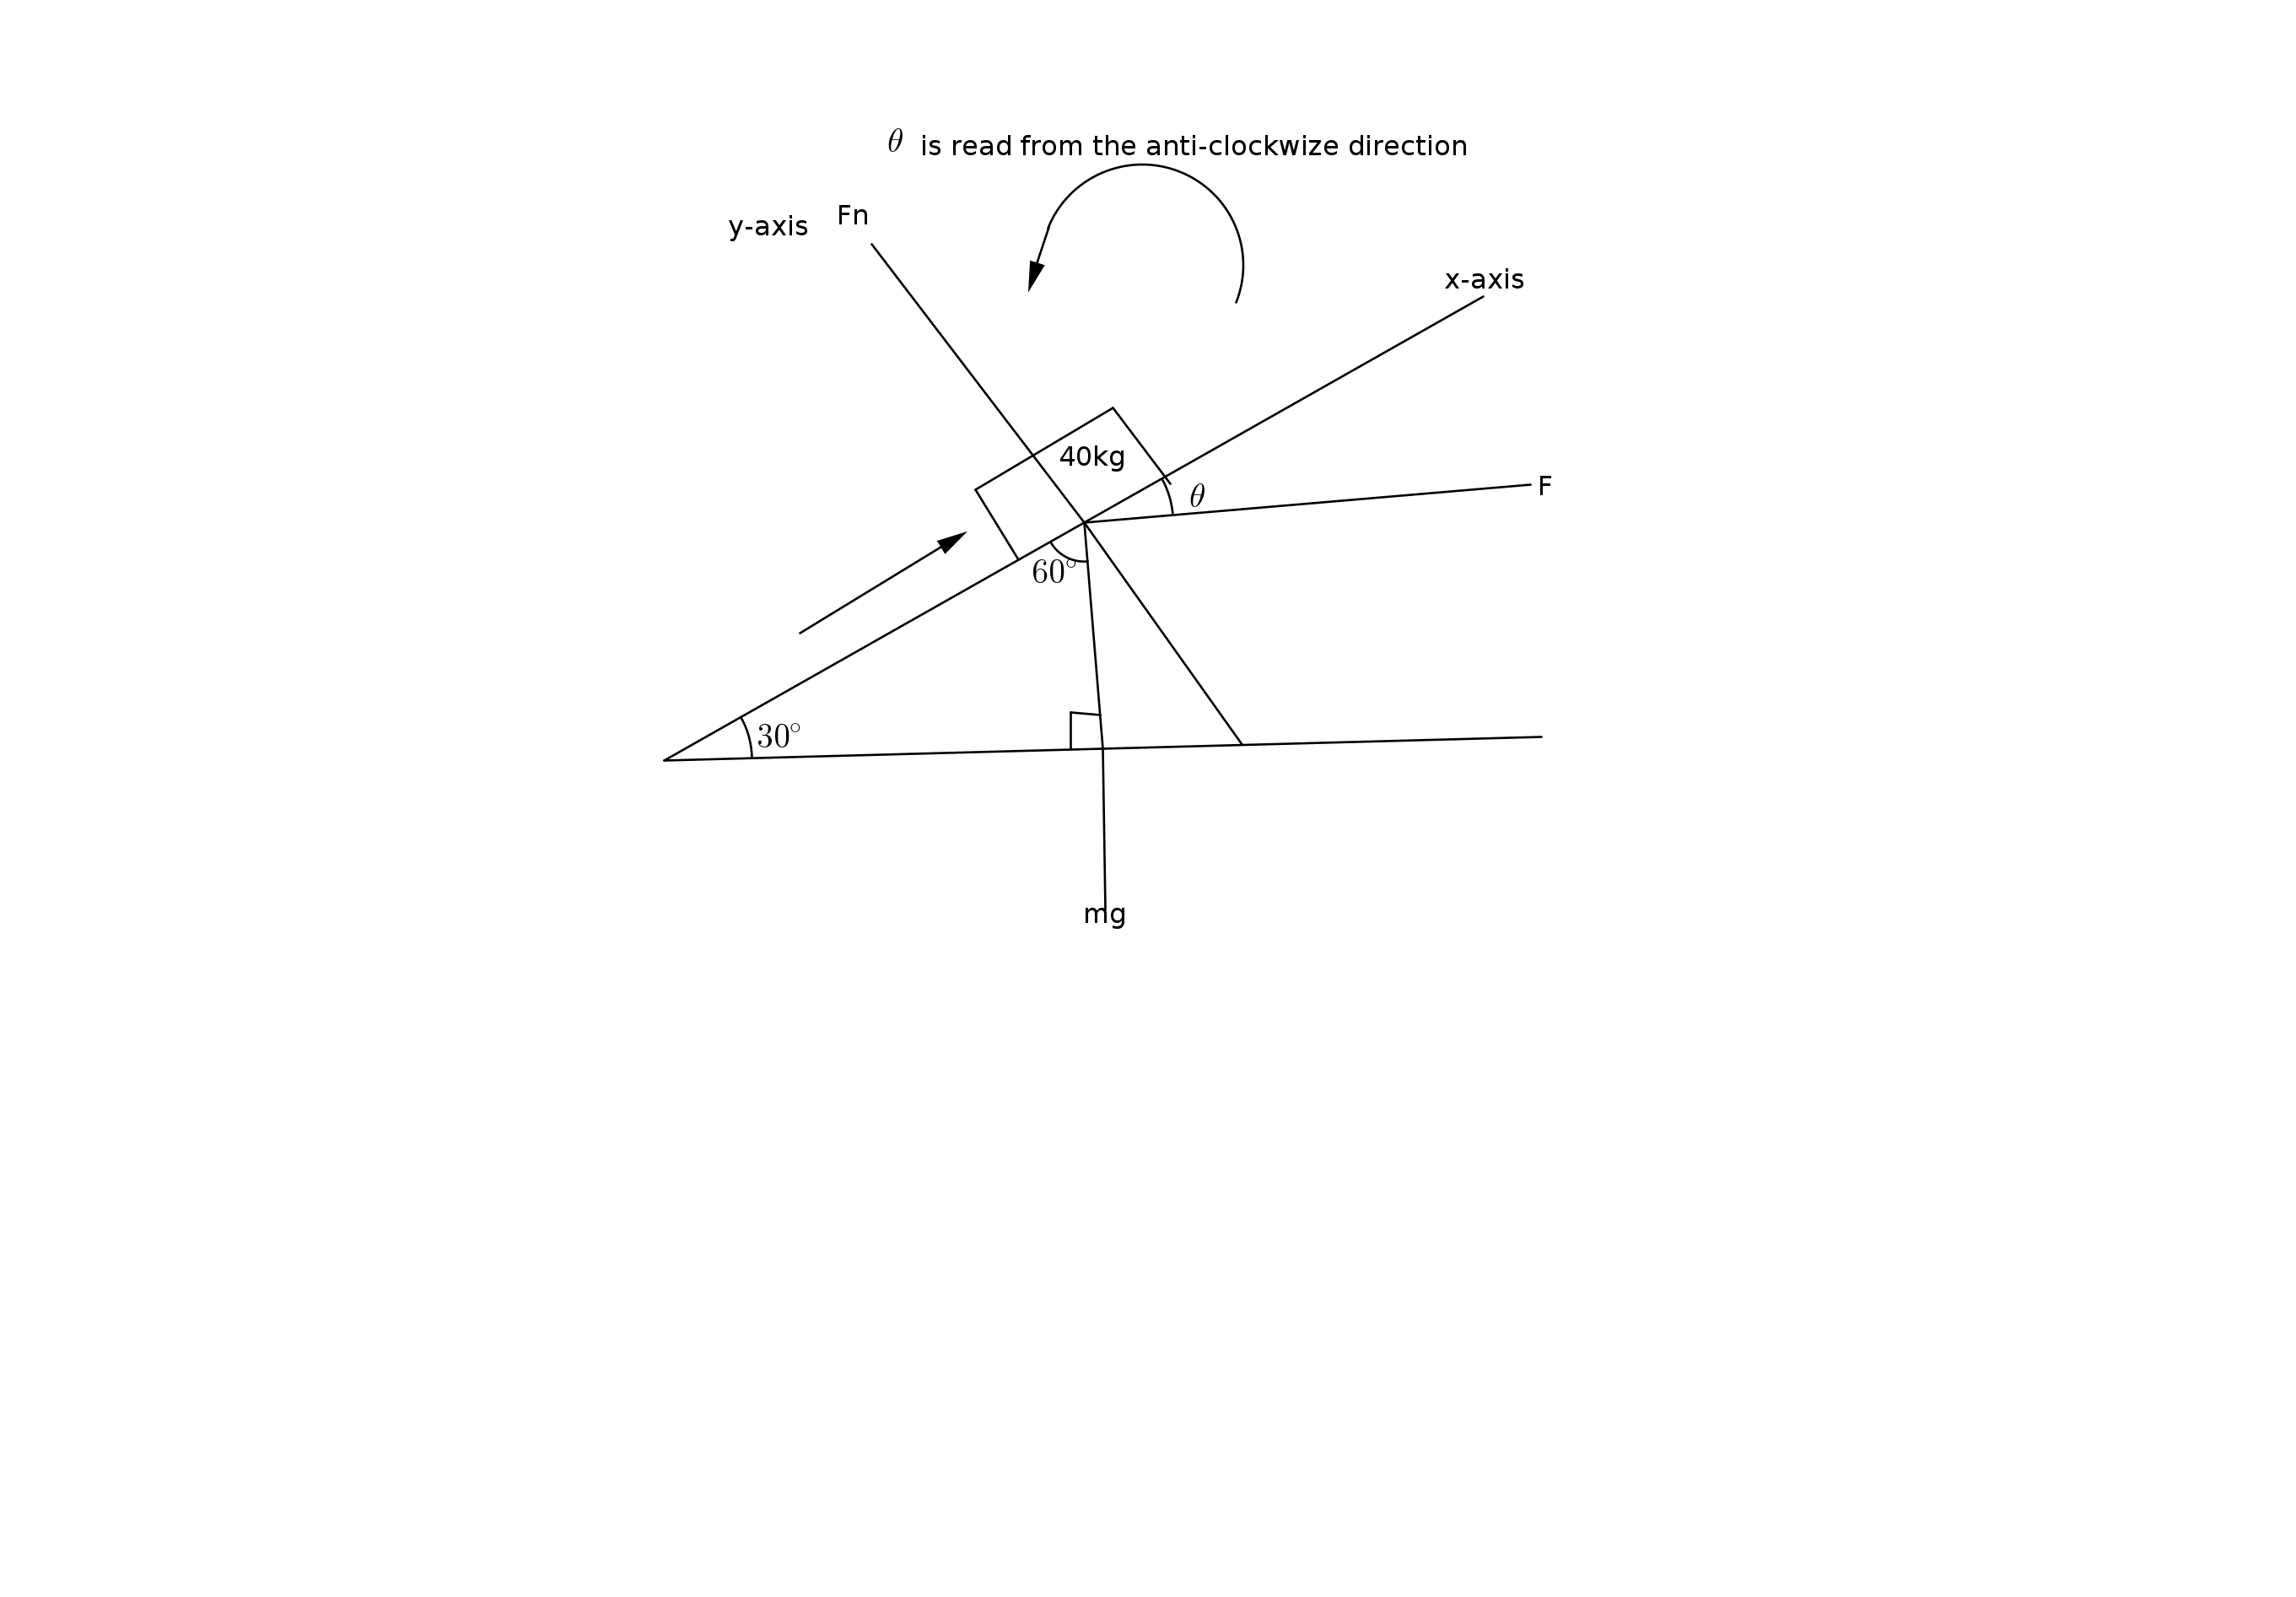 θ is read from the anti-clockwize direction
y-axis Fn
x-axis
40kg
θ
F
60°
30°
mg